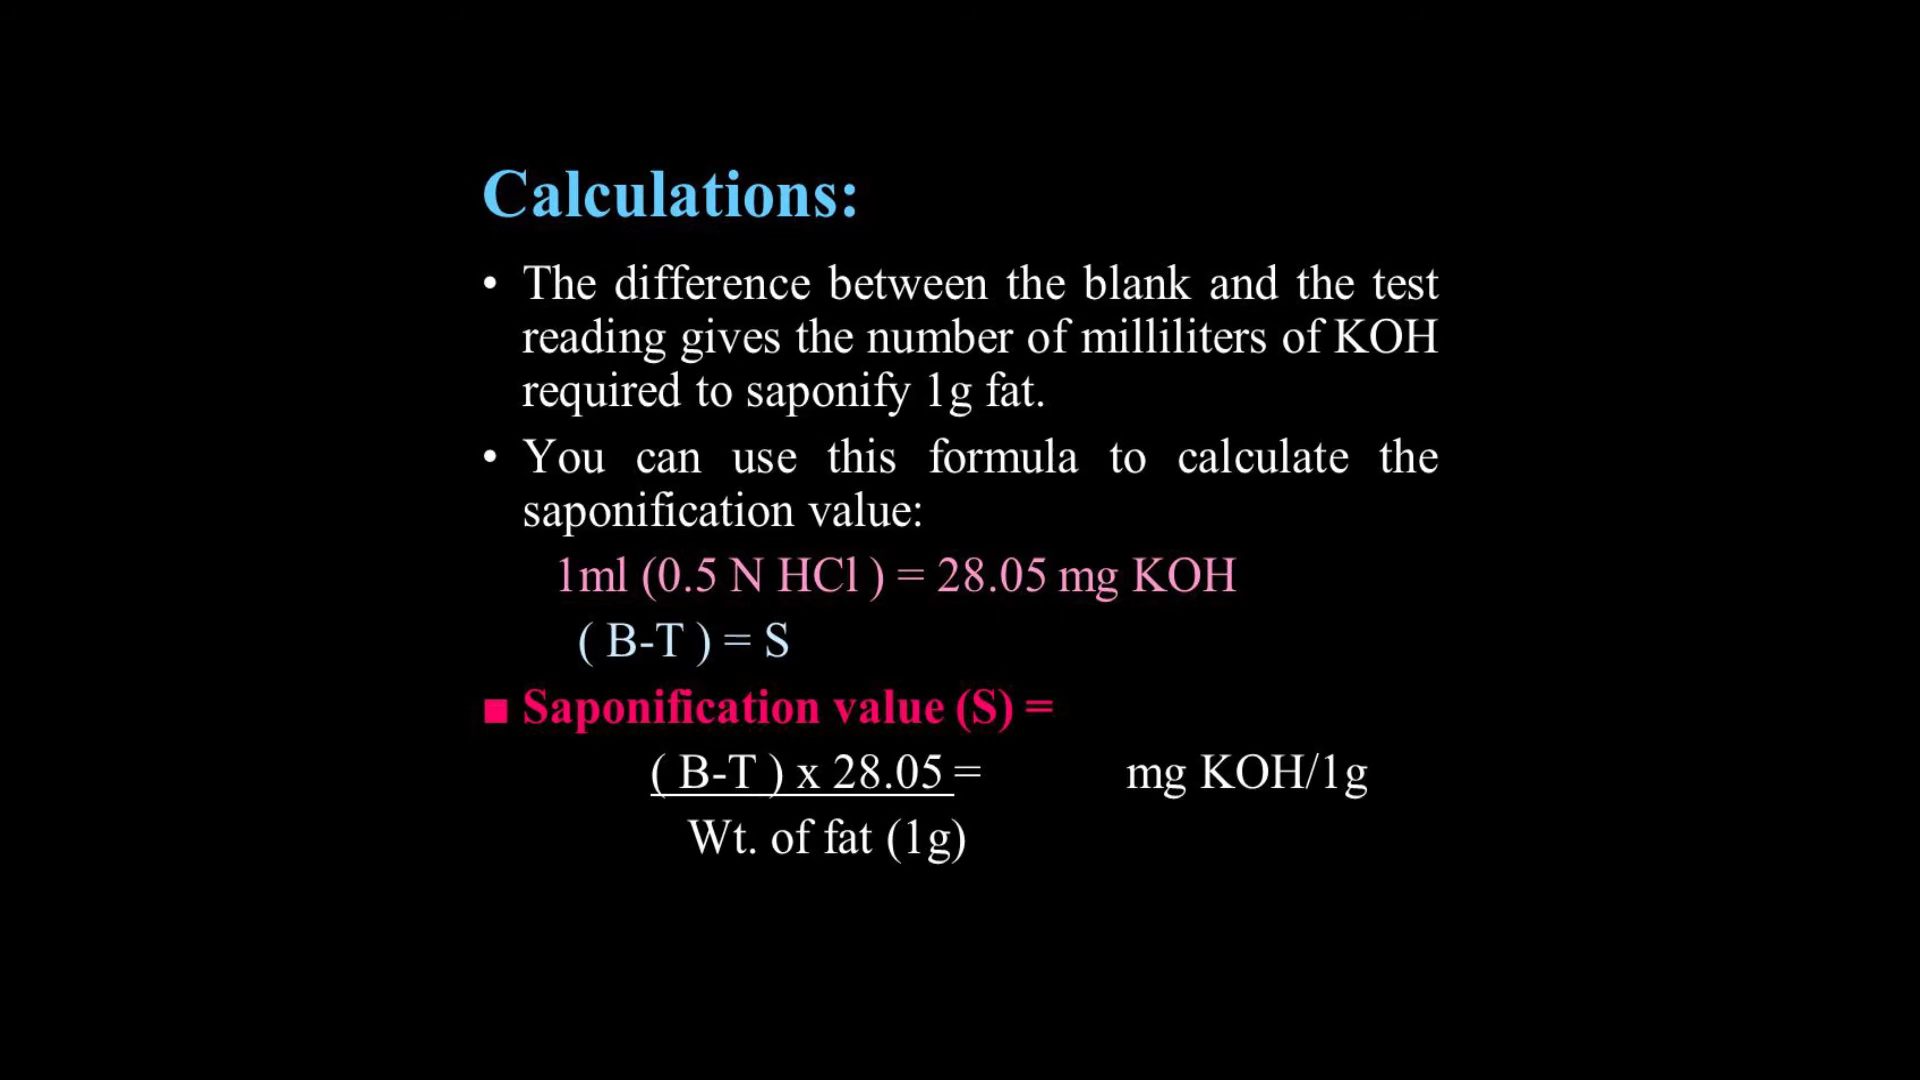 Calculations:
• The difference between the blank and the test
reading gives the number of milliliters of KOH
required to saponify 1g fat.
• You can use this formula to calculate the
saponification value:
1ml (0.5 N HCl ) = 28.05 mg KOH
( B-T ) = S
■ Saponification value (S) =
( B-T ) x 28.05 = mg KOH/1g
Wt. of fat (1g)